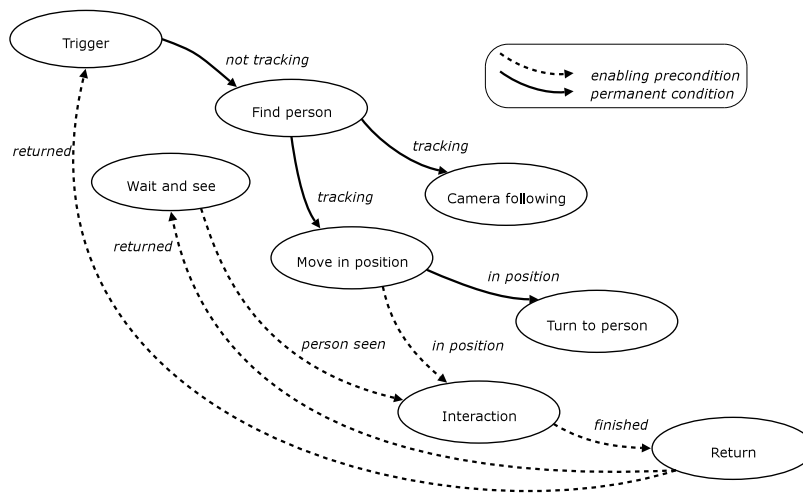 Trigger
not tracking
enabling precondition
permanent condition
Find person
returned
tracking
Wait and see
Camera following
tracking
returned
Move in position
in position
Turn to person
person seen
in position
Interaction
finished
Return